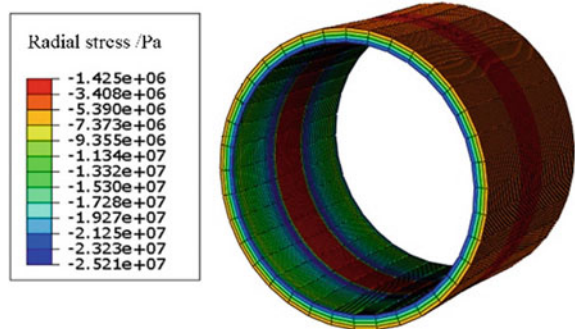 Radial stress /Pa
-1.425e+06
-3.408e+06
-5.390e+06
-7.373e+06
-9.355e+06
-1.134e+07
-1.332e+07
-1.530e+07
-1.728e+07
-1.927e+07
-2.125e+07
-2.323e+07
-2.521e+07